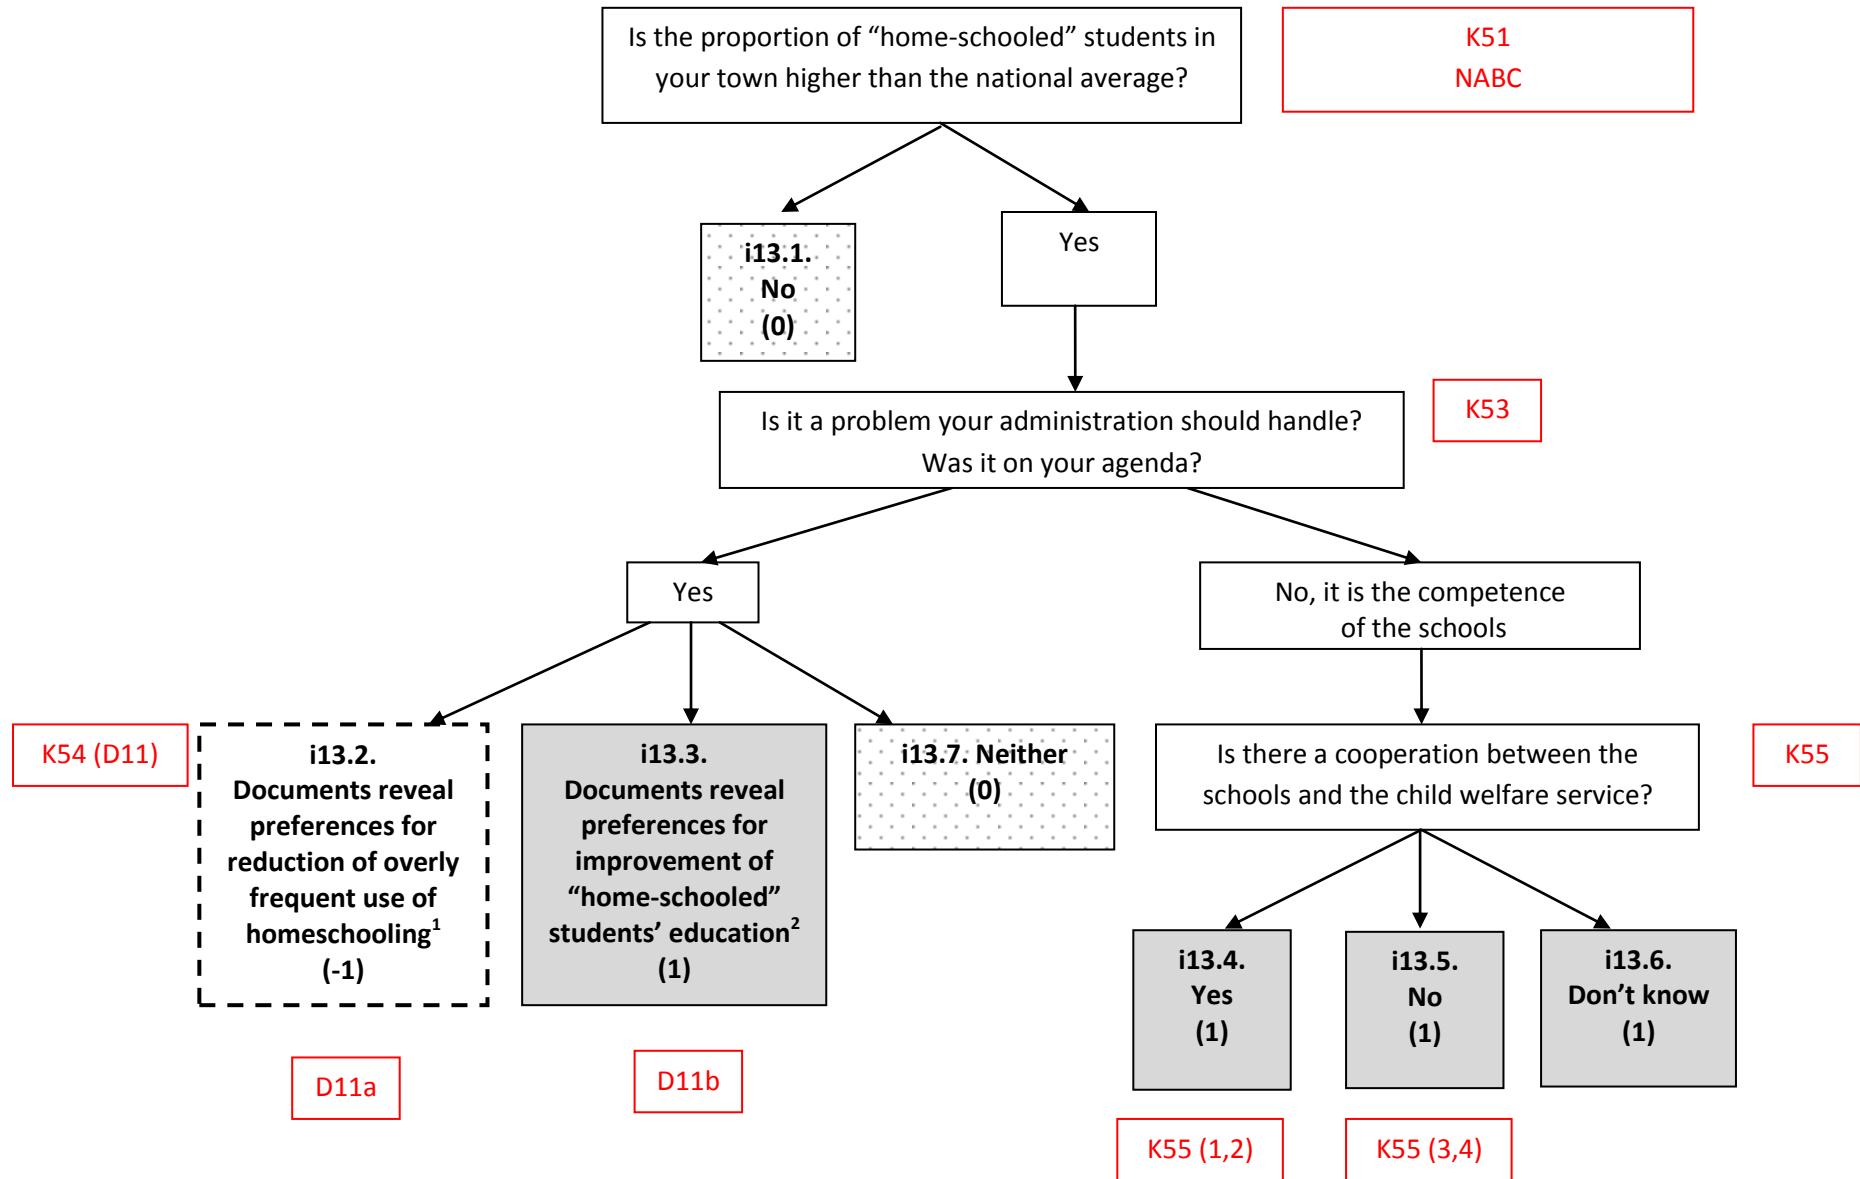 Is the proportion of “home-schooled” students in
your town higher than the national average?
K51
NABC
i13.1.
No
(0)
Yes
Is it a problem your administration should handle?
Was it on your agenda?
K53
Yes
No, it is the competence
of the schools
K54 (D11)
i13.2.
Documents reveal
preferences for
reduction of overly
frequent use of
homeschooling1
(-1)
i13.3.
Documents reveal
preferences for
improvement of
“home-schooled”
students’ education2
(1)
i13.7. Neither
(0)
Is there a cooperation between the
schools and the child welfare service?
K55
i13.4.
Yes
(1)
i13.5.
No
(1)
i13.6.
Don’t know
(1)
D11a
D11b
K55 (1,2)
K55 (3,4)